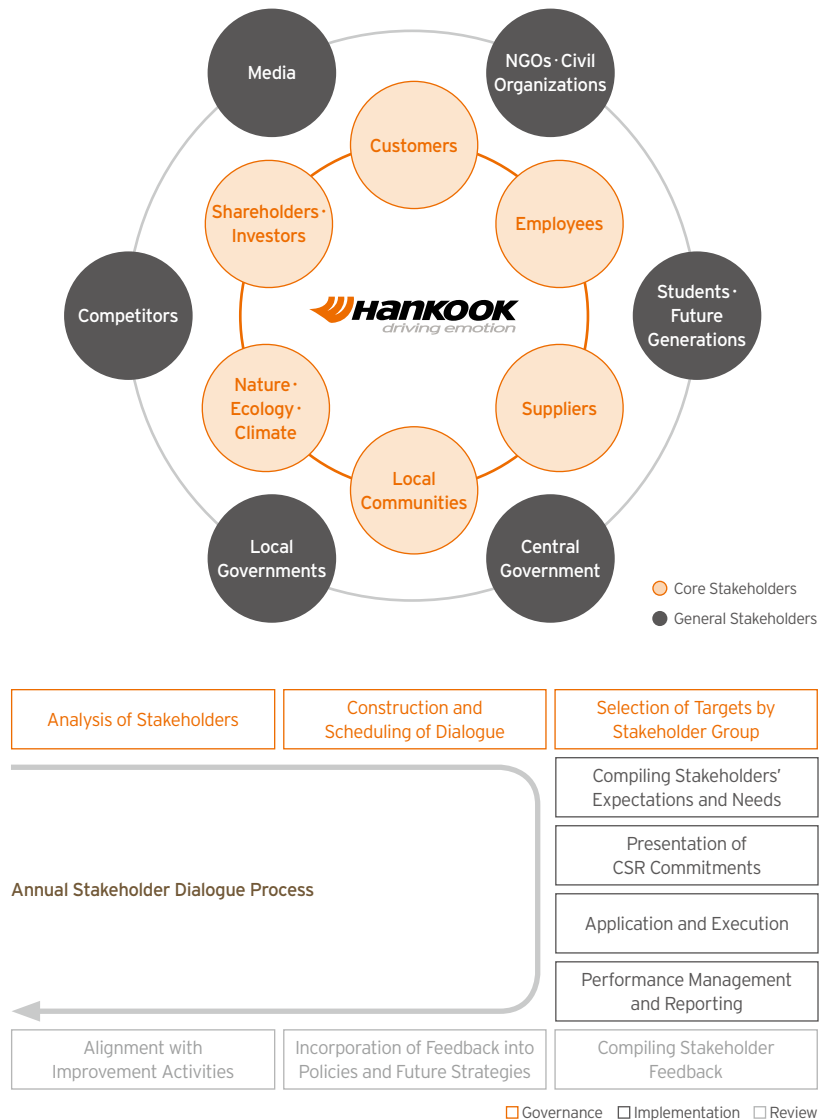 Media
NGOs·Civil
Organizations
Customers
Shareholders·
Investors
Employees
Competitors
HANKOOK
driving emotion
Students·
Future
Generations
Nature·
Ecology·
Climate
Suppliers
Local
Communities
Local
Governments
Central
Government
Core Stakeholders
General Stakeholders
Analysis of Stakeholders
Construction and
Scheduling of Dialogue
Selection of Targets by
Stakeholder Group
Compiling Stakeholders'
Expectations and Needs
Presentation of
CSR Commitments
Annual Stakeholder Dialogue Process
Application and Execution
Performance Management
and Reporting
Alignment with
Improvement Activities
Incorporation of Feedback into
Policies and Future Strategies
Compiling Stakeholder
Feedback
Governance
Implementation
Review